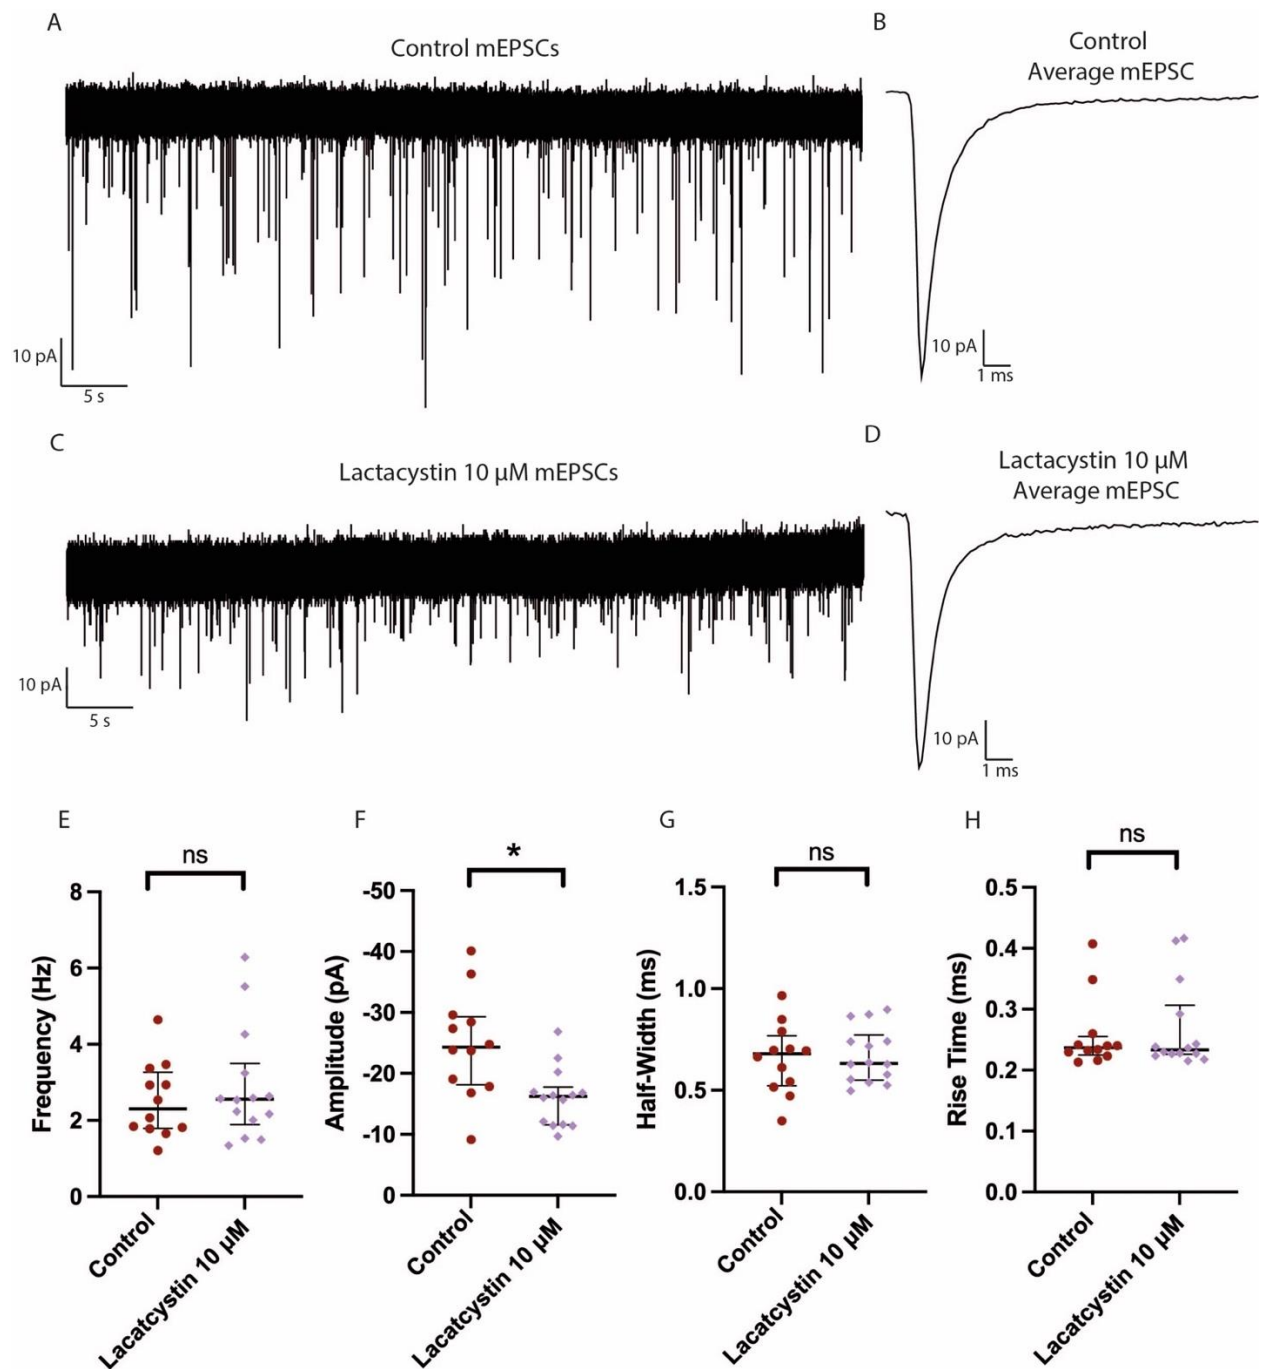 A
Control mEPSCs
10 pA
5 s
B
Control
Average mEPSC
10 pA
1 ms
C
Lactacystin 10 µM mEPSCs
10 pA
5 s
D
Lactacystin 10 µM
Average mEPSC
10 pA
1 ms
E
ns
Frequency (Hz)
8
6
4
2
0
Control
Lacatcystin 10 µM
F
*
Amplitude (pA)
-50
-40
-30
-20
-10
0
Control
Lacatcystin 10 µM
G
ns
Half-Width (ms)
1.5
1.0
0.5
0.0
Control
Lacatcystin 10 µM
H
ns
Rise Time (ms)
0.5
0.4
0.3
0.2
0.1
0.0
Control
Lacatcystin 10 µM